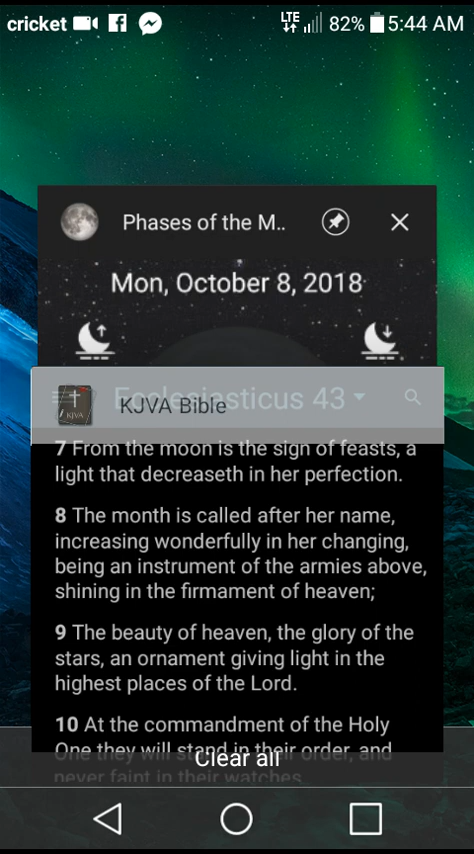 cricket LTE 82% 5:44 AM
Phases of the M..
Mon, October 8, 2018
Ecclesiasticus 43
KJVA Bible
KJVA
7 From the moon is the sign of feasts, a
light that decreaseth in her perfection.
8 The month is called after her name,
increasing wonderfully in her changing,
being an instrument of the armies above,
shining in the firmament of heaven;
9 The beauty of heaven, the glory of the
stars, an ornament giving light in the
highest places of the Lord.
10 At the commandment of the Holy
One they will stand in their order, and
Clear all
never faint in their watches.